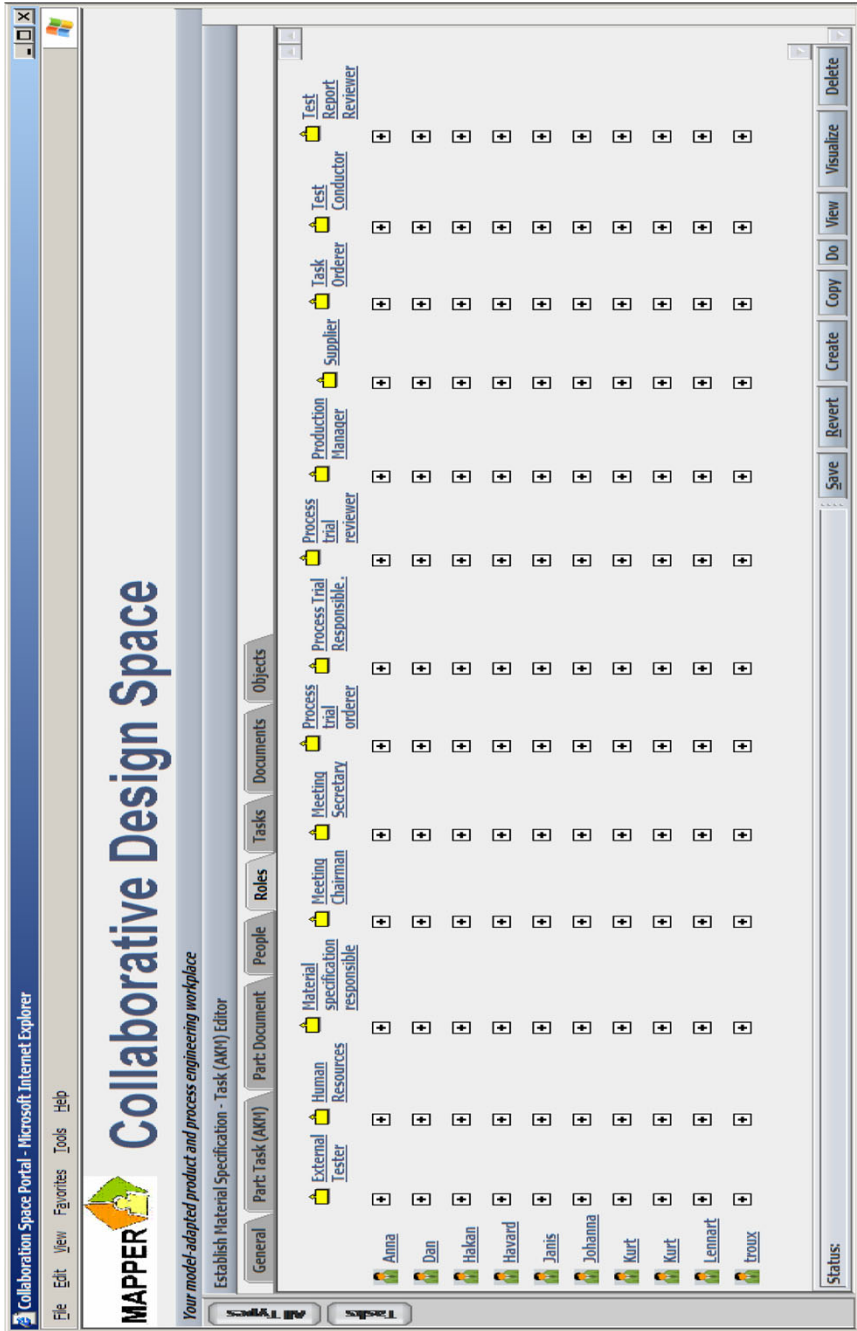 Collaboration Space Portal - Microsoft Internet Explorer
File Edit View Favorites Tools Help
MAPPER
Collaborative Design Space
Your model-adapted product and process engineering workplace
Establish Material Specification - Task (AKM) Editor
All Types
Tasks
General Part: Task (AKM) Part: Document People Roles Tasks Documents Objects
External Tester
Human Resources
Material specification responsible
Meeting Chairman
Meeting Secretary
Process trial orderer
Process Trial Responsible.
Process trial reviewer
Production Manager
Supplier
Task Orderer
Test Conductor
Test Report Reviewer
Anna
Dan
Hakan
Havard
Janis
Johanna
Kurt
Kurt
Lennart
troux
Status:
Save Revert Create Copy Do View Visualize Delete